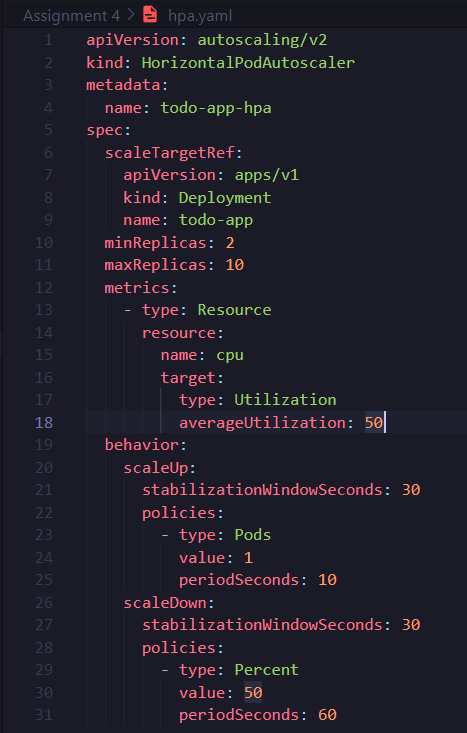 Assignment 4 > hpa.yaml
1 apiVersion: autoscaling/v2
2 kind: HorizontalPodAutoscaler
3 metadata:
4   name: todo-app-hpa
5 spec:
6   scaleTargetRef:
7     apiVersion: apps/v1
8     kind: Deployment
9     name: todo-app
10   minReplicas: 2
11   maxReplicas: 10
12   metrics:
13     - type: Resource
14       resource:
15         name: cpu
16         target:
17           type: Utilization
18           averageUtilization: 50
19   behavior:
20     scaleUp:
21       stabilizationWindowSeconds: 30
22       policies:
23         - type: Pods
24           value: 1
25           periodSeconds: 10
26     scaleDown:
27       stabilizationWindowSeconds: 30
28       policies:
29         - type: Percent
30           value: 50
31           periodSeconds: 60